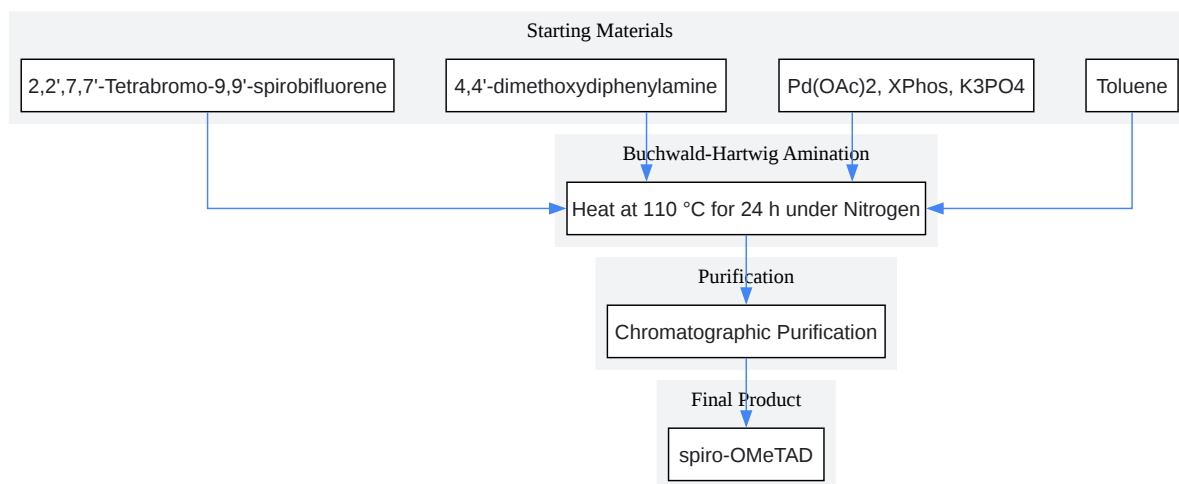 Starting Materials
2,2',7,7'-Tetrabromo-9,9'-spirobifluorene
4,4'-dimethoxydiphenylamine
Pd(OAc)2, XPhos, K3PO4
Toluene
Buchwald-Hartwig Amination
Heat at 110 °C for 24 h under Nitrogen
Purification
Chromatographic Purification
Final Product
spiro-OMeTAD